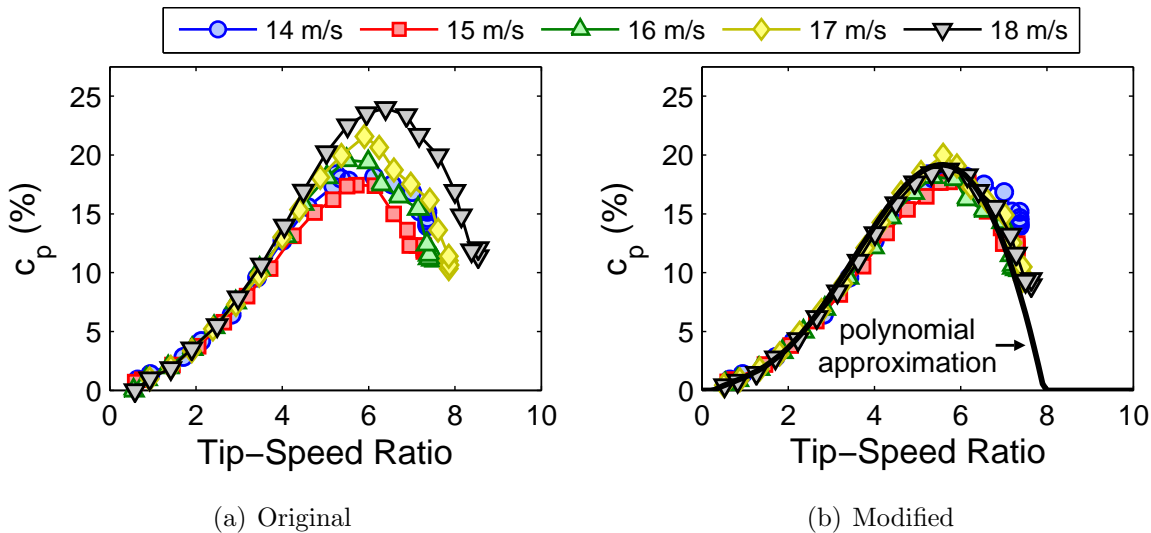 14 m/s 15 m/s 16 m/s 17 m/s 18 m/s
25
20
15
10
5
0
c_p (%)
0 2 4 6 8 10
Tip−Speed Ratio
(a) Original
25
20
15
10
5
0
c_p (%)
polynomial
approximation
0 2 4 6 8 10
Tip−Speed Ratio
(b) Modified